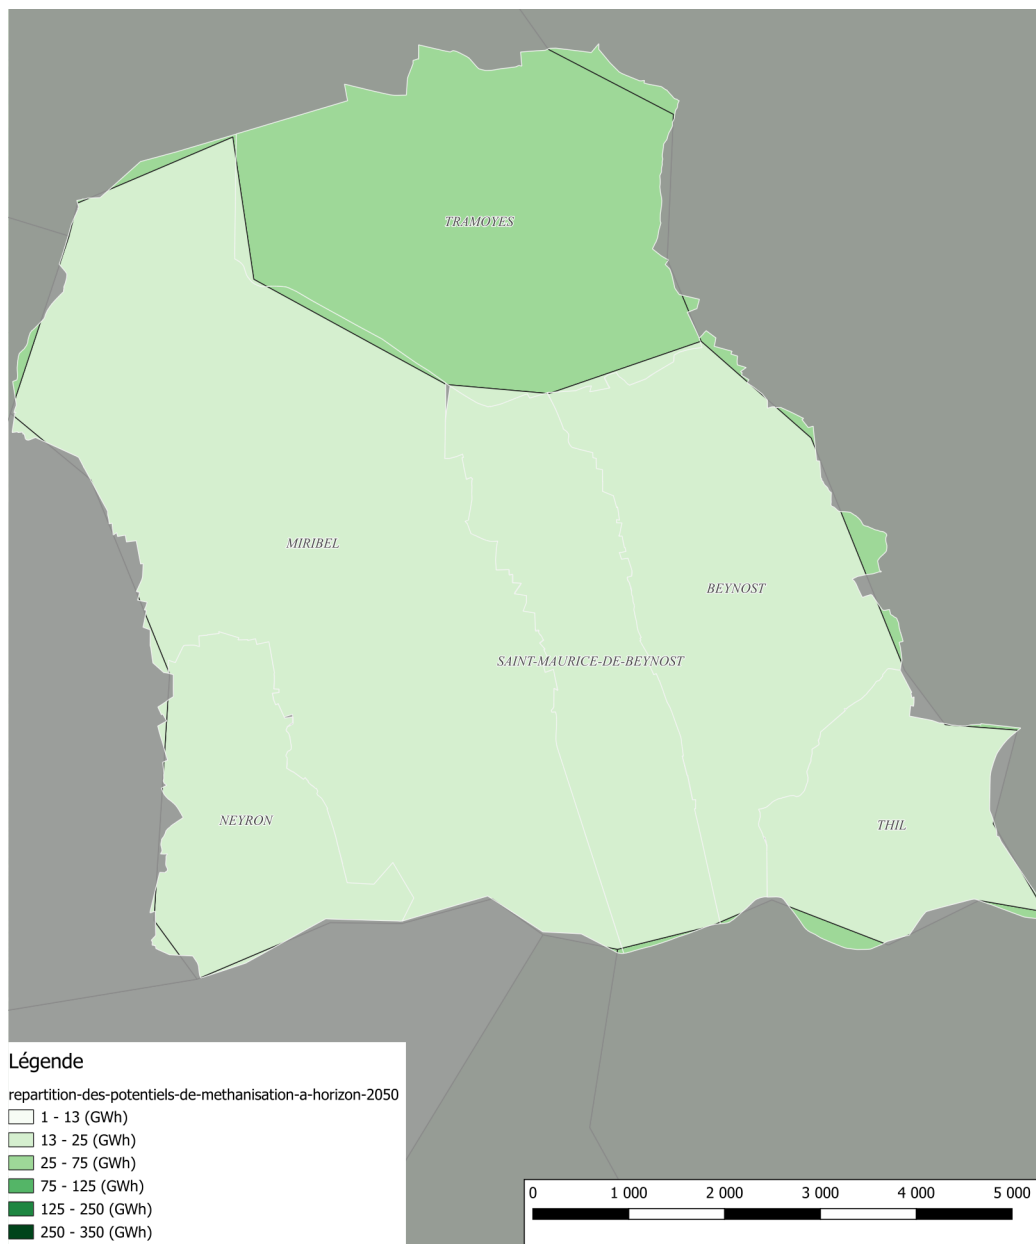 TRAMOYES
MIRIBEL
BEYNOST
SAINT-MAURICE-DE-BEYNOST
NEYRON
THIL
Légende
repartition-des-potentiels-de-methanisation-a-horizon-2050
1 - 13 (GWh)
13 - 25 (GWh)
25 - 75 (GWh)
75 - 125 (GWh)
125 - 250 (GWh)
250 - 350 (GWh)
0 1 000 2 000 3 000 4 000 5 000